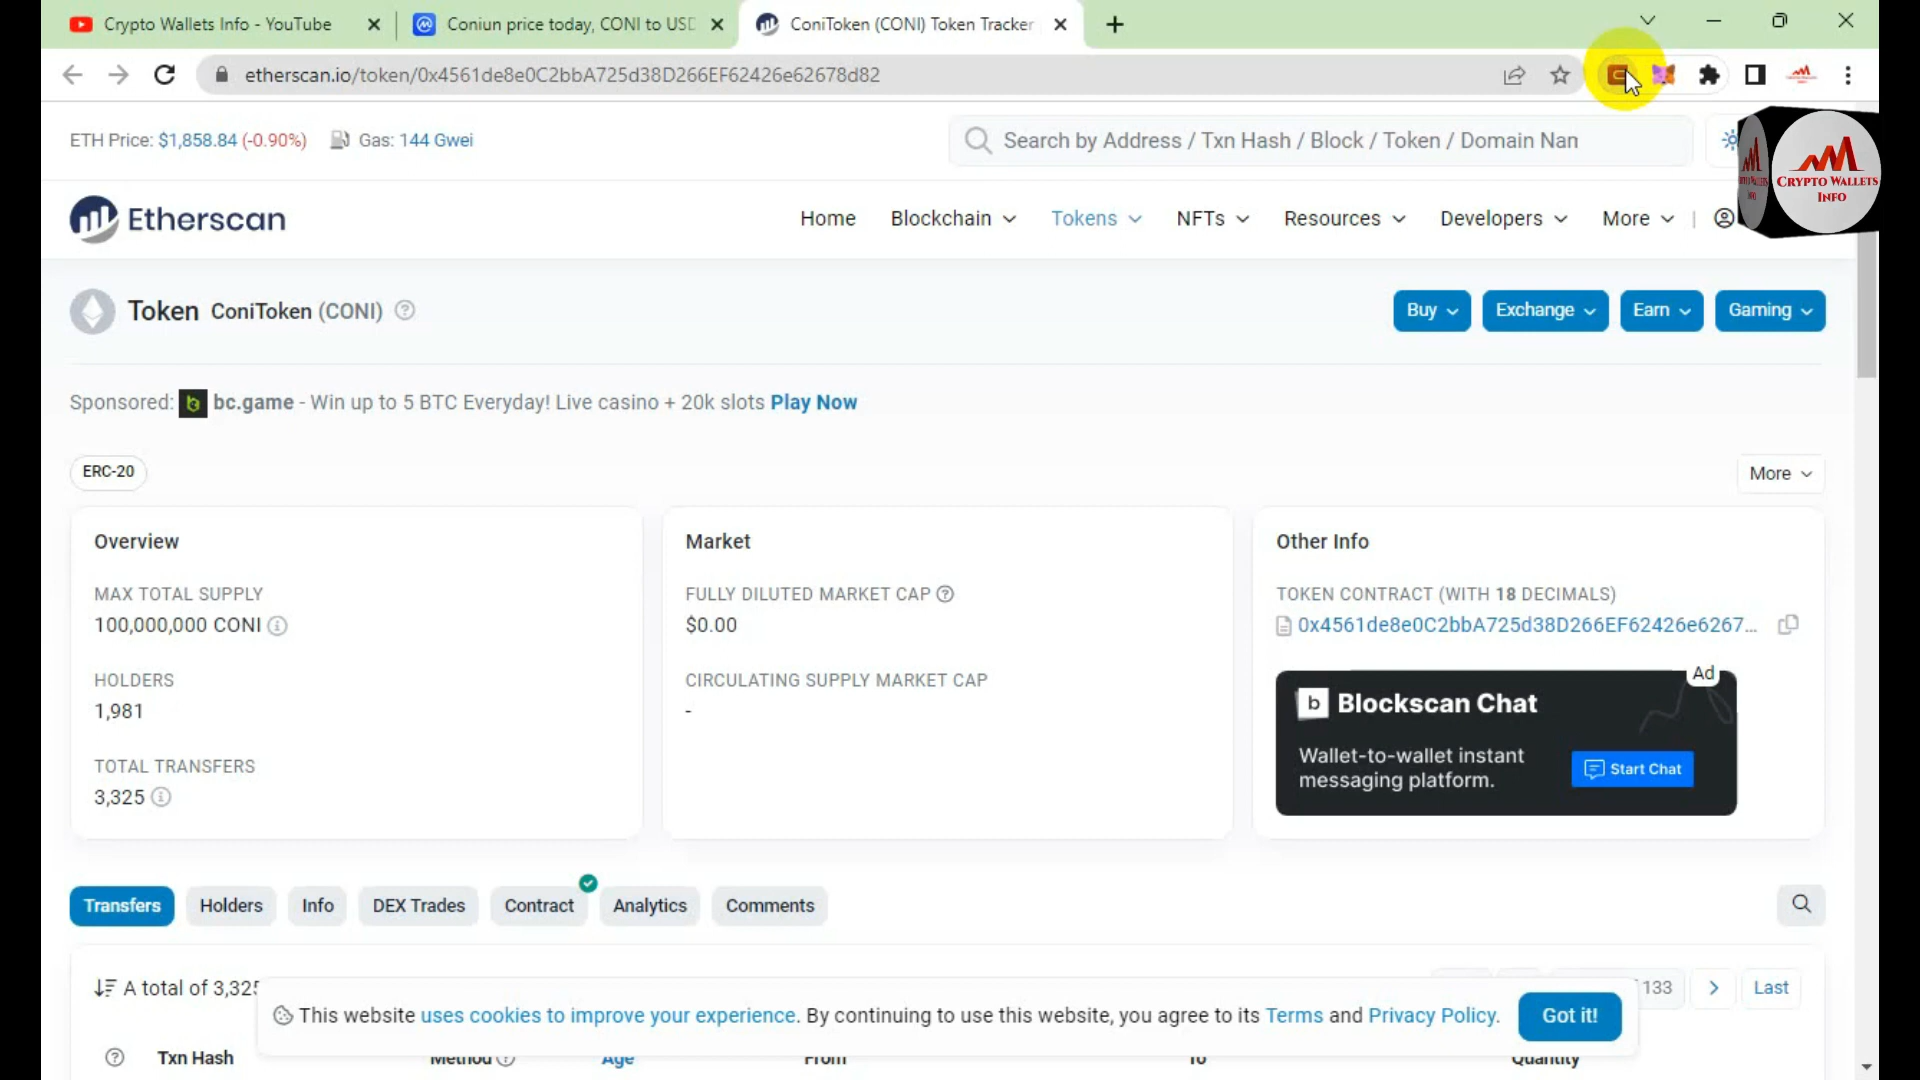 Crypto Wallets Info - YouTube
Coniun price today, CONI to USD
ConiToken (CONI) Token Tracker
etherscan.io/token/0x4561de8e0C2bbA725d38D266EF62426e62678d82
ETH Price: $1,858.84 (-0.90%) Gas: 144 Gwei
Search by Address / Txn Hash / Block / Token / Domain Nan
CRYPTO WALLETS
INFO
Etherscan
Home Blockchain Tokens NFTs Resources Developers More
Token ConiToken (CONI)
Buy Exchange Earn Gaming
Sponsored: bc.game - Win up to 5 BTC Everyday! Live casino + 20k slots Play Now
ERC-20
More
Overview
MAX TOTAL SUPPLY
100,000,000 CONI
HOLDERS
1,981
TOTAL TRANSFERS
3,325
Market
FULLY DILUTED MARKET CAP
$0.00
CIRCULATING SUPPLY MARKET CAP
-
Other Info
TOKEN CONTRACT (WITH 18 DECIMALS)
0x4561de8e0C2bbA725d38D266EF62426e6267...
Ad
b Blockscan Chat
Wallet-to-wallet instant
messaging platform.
Start Chat
Transfers Holders Info DEX Trades Contract Analytics Comments
A total of 3,325
133 > Last
This website uses cookies to improve your experience. By continuing to use this website, you agree to its Terms and Privacy Policy.
Got it!
Txn Hash Method Age From To Quantity